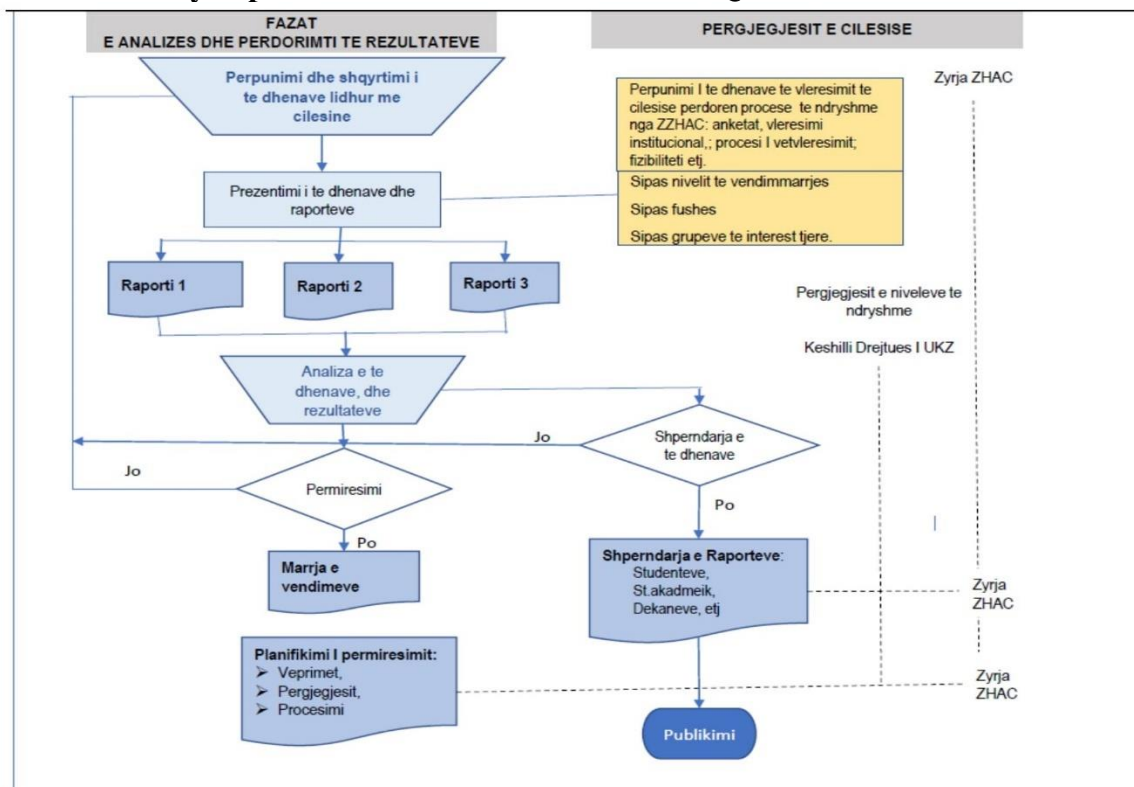 FAZAT
E ANALIZES DHE PERDORIMTI TE REZULTATEVE
PERGJEGJESIT E CILESISE
Perpunimi dhe shqyrtimi i
te dhenave lidhur me
cilesine
Zyrja ZHAC
Perpunimi I te dhenave te vleresimit te
cilesise perdoren procese te ndryshme
nga ZZHAC: anketat, vleresimi
institucional,; procesi I vetvleresimit;
fizibiliteti etj.
Prezentimi i te dhenave dhe
raporteve
Sipas nivelit te vendimmarrjes
Sipas fushes
Sipas grupeve te interest tjere.
Raporti 1
Raporti 2
Raporti 3
Pergjegjesit e niveleve te
ndryshme
Keshilli Drejtues I UKZ
Analiza e te
dhenave, dhe
rezultateve
Jo
Shperndarja e
te dhenave
Jo
Permiresimi
Po
Po
Marrja e
vendimeve
Shperndarja e Raporteve:
Studenteve,
St.akadmeik,
Dekaneve, etj
Zyrja
ZHAC
Planifikimi I permiresimit:
➢ Veprimet,
➢ Pergjegjesit,
➢ Procesimi
Zyrja
ZHAC
Publikimi